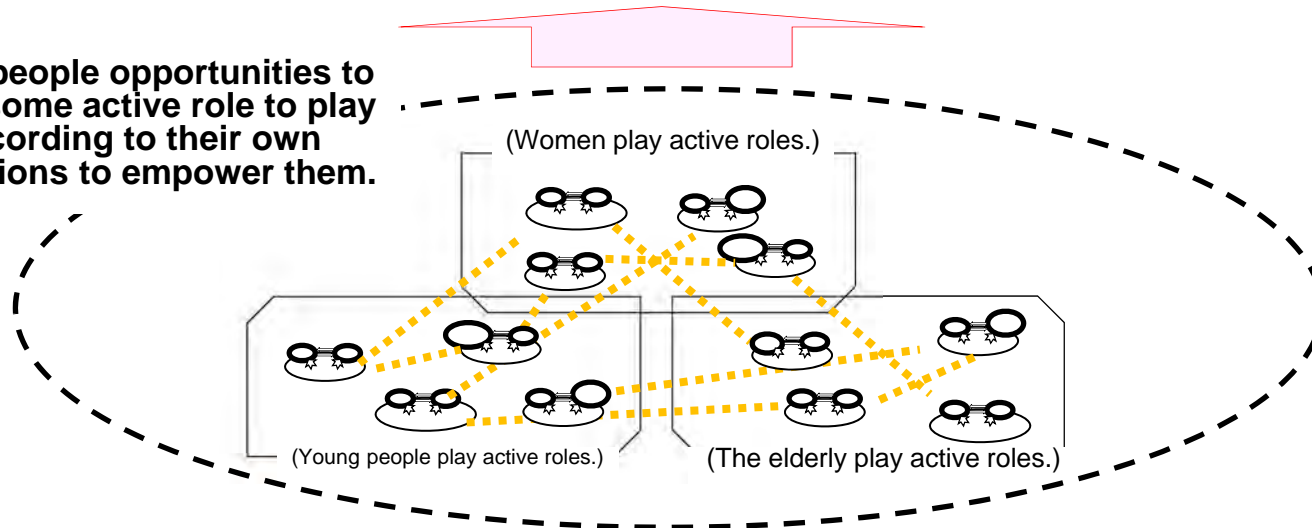 people opportunities to
some active role to play
cording to their own
ions to empower them.
(Women play active roles.)
(Young people play active roles.)
(The elderly play active roles.)